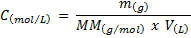 C(mol/L) = m(g) / MM(g/mol) x V(L)